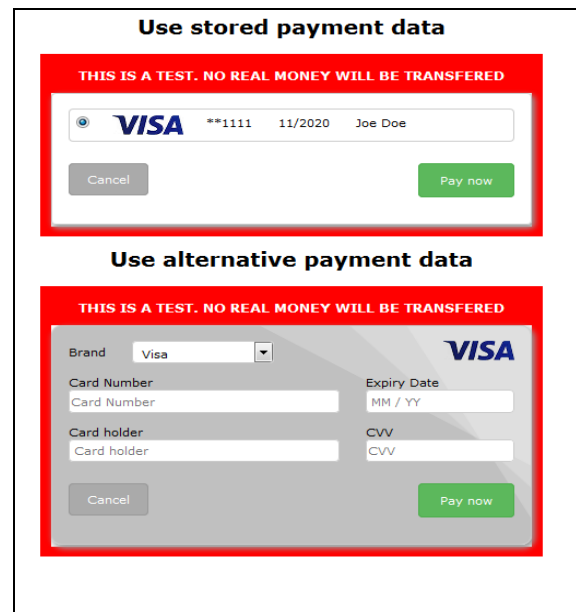 Use stored payment data
THIS IS A TEST. NO REAL MONEY WILL BE TRANSFERED
VISA **1111 11/2020 Joe Doe
Cancel Pay now
Use alternative payment data
THIS IS A TEST. NO REAL MONEY WILL BE TRANSFERED
Brand Visa VISA
Card Number Expiry Date
Card Number MM / YY
Card holder CVV
Card holder CVV
Cancel Pay now